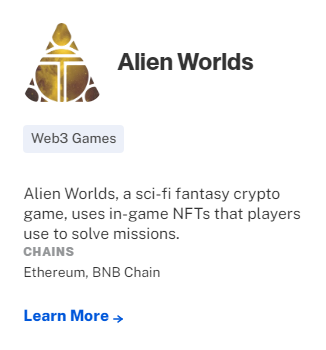 Alien Worlds
Web3 Games
Alien Worlds, a sci-fi fantasy crypto
game, uses in-game NFTs that players
use to solve missions.
CHAINS
Ethereum, BNB Chain
Learn More →